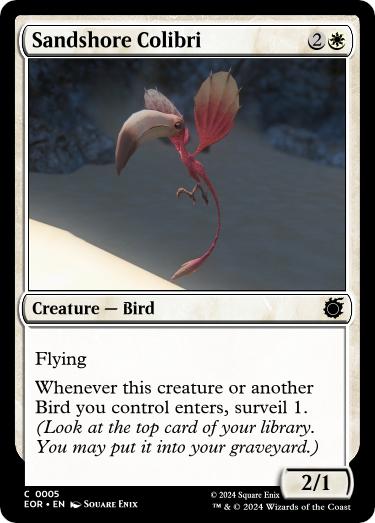 Sandshore Colibri 2
Creature — Bird
Flying
Whenever this creature or another
Bird you control enters, surveil 1.
(Look at the top card of your library.
You may put it into your graveyard.)
2/1
C 0005
EOR • EN Square Enix
© 2024 Square Enix
™ & © 2024 Wizards of the Coast